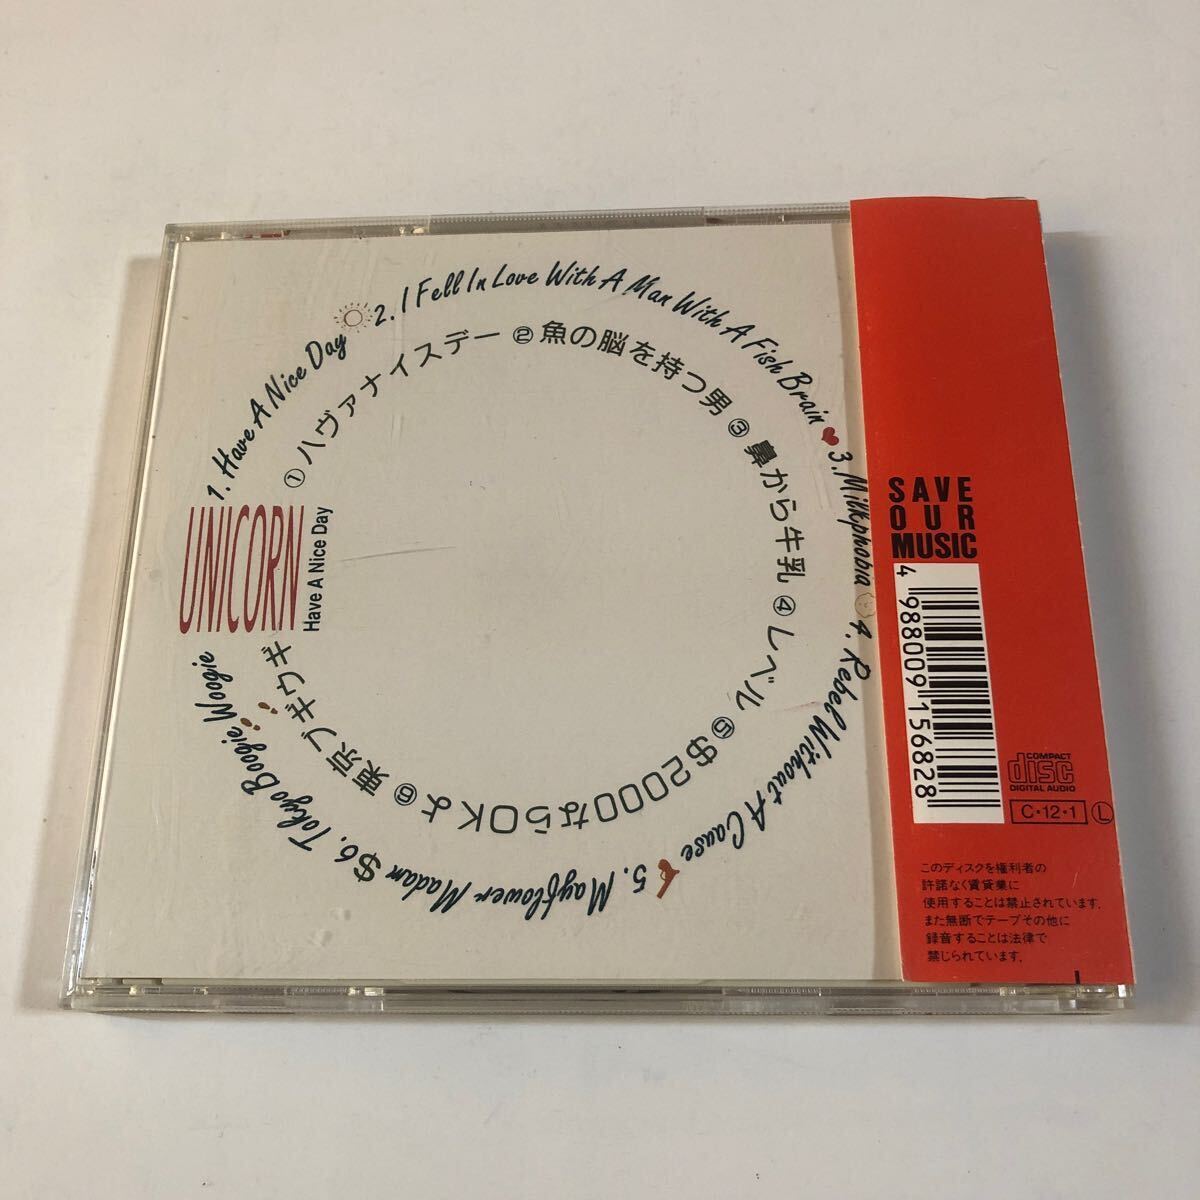 UNICORN
Have A Nice Day
1. Have A Nice Day
2. I Fell In Love With A Man With A Fish Brain
3. Milkphobia
4. Rebel Without A Cause
5. Mayflower Madam $
6. Tokyo Boogie Woogie
① ハヴァナイスデー
② 魚の脳を持つ男
③ 鼻から牛乳
④ レベル
⑤ $2000ならOKよ
⑥ 東京ブギウギ
SAVE
OUR
MUSIC
4 988009 156828
COMPACT
disc
DIGITAL AUDIO
C・12・1 L
このディスクを権利者の
許諾なく賃貸業に
使用することは禁止されています.
また無断でテープその他に
録音することは法律で
禁じられています.